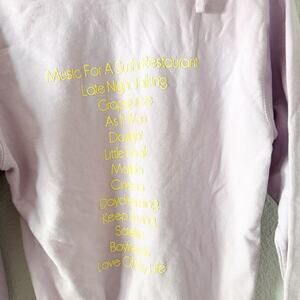 Music For A Sushi Restaurant
Late Night Talking
Grapejuice
As It Was
Daylight
Little Freak
Matilda
Cinema
Daydreaming
Keep Driving
Satellite
Boyfriends
Love Of My Life